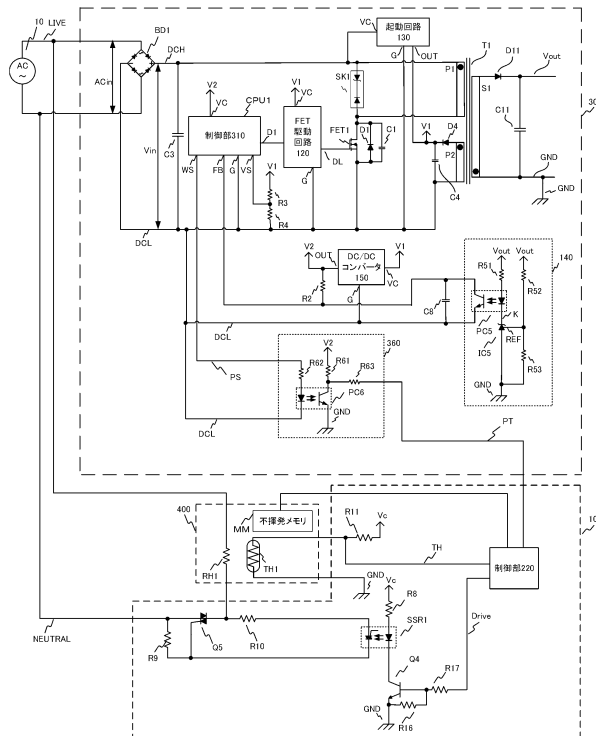 10
LIVE
AC
～
ACin
BD1
DCH
VC
起動回路
130
G
OUT
T1
D11
Vout
P1
S1
SK1
V2
VC
CPU1
V1
VC
制御部310
D1
FET
駆動
回路
120
FET1
D1
C1
V1
D4
P2
C11
30
Vin
C3
WS
FB
G
VS
V1
DL
G
R3
R4
C4
GND
GND
DCL
V2
OUT
DC/DC
コンバータ
150
V1
VC
R2
G
C8
Vout
Vout
140
R51
R52
K
REF
PC5
IC5
R53
GND
DCL
V2
360
R62
R61
R63
PS
PC6
GND
DCL
PT
400
MM
不揮発メモリ
R11
Vc
10
TH
RH1
TH1
GND
制御部220
Vc
R8
SSR1
Drive
NEUTRAL
R9
Q5
R10
Q4
R17
GND
R16